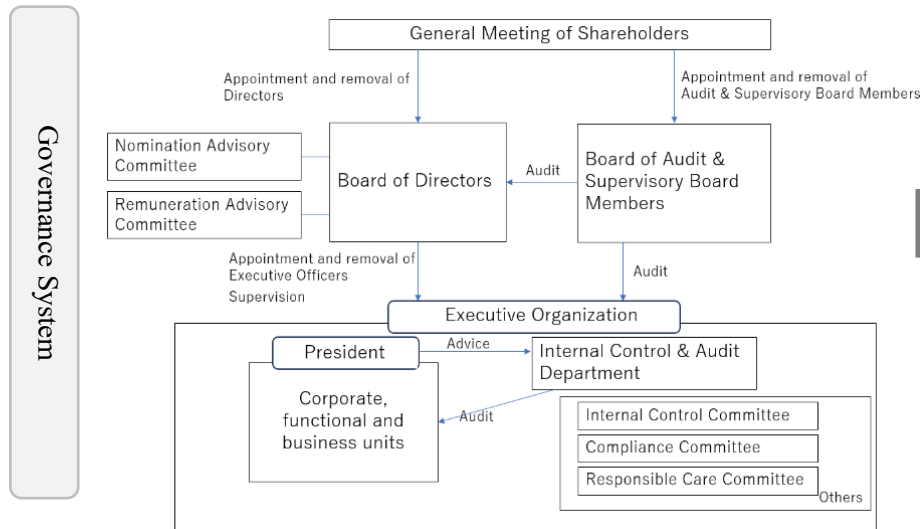 Governance System
General Meeting of Shareholders
Appointment and removal of
Directors
Appointment and removal of
Audit & Supervisory Board Members
Nomination Advisory
Committee
Remuneration Advisory
Committee
Board of Directors
Audit
Board of Audit &
Supervisory Board
Members
Appointment and removal of
Executive Officers
Supervision
Audit
Executive Organization
President
Advice
Internal Control & Audit
Department
Corporate,
functional and
business units
Audit
Internal Control Committee
Compliance Committee
Responsible Care Committee
Others